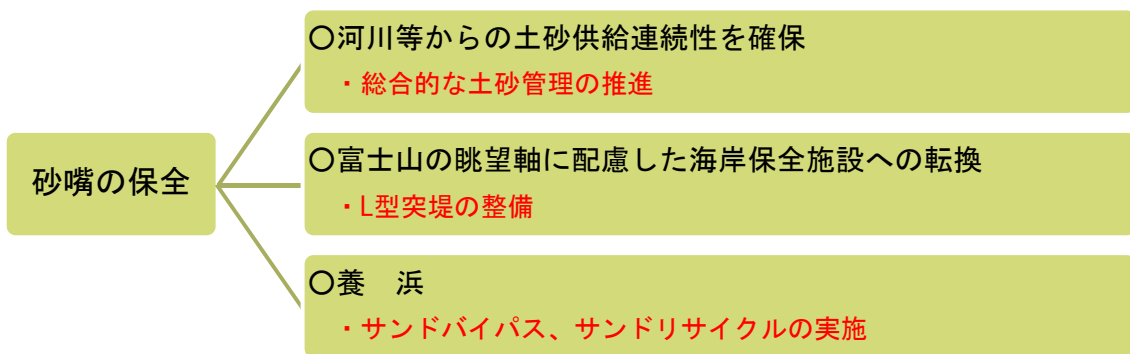 砂嘴の保全
〇河川等からの土砂供給連続性を確保
・総合的な土砂管理の推進
〇富士山の眺望軸に配慮した海岸保全施設への転換
・L型突堤の整備
〇養　浜
・サンドバイパス、サンドリサイクルの実施